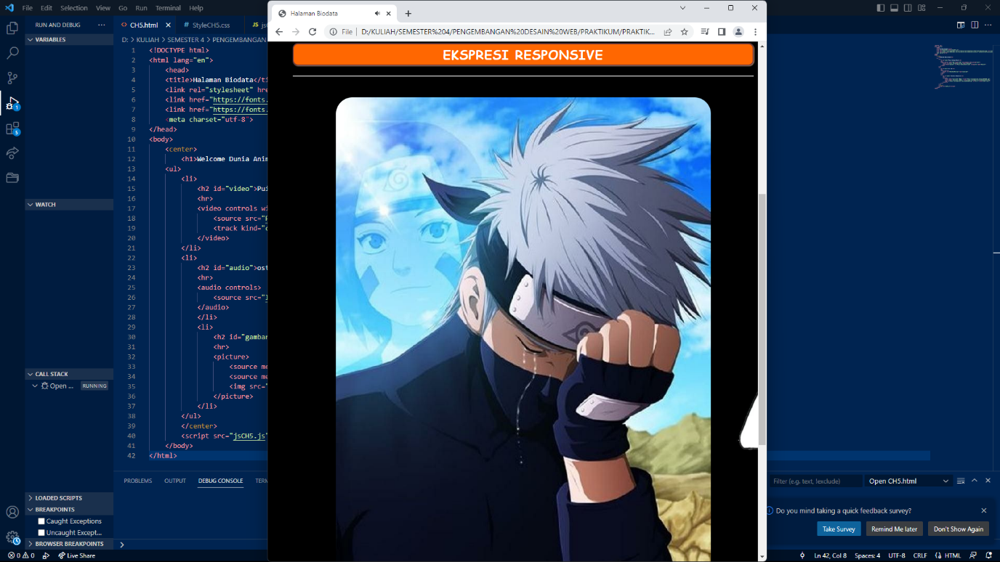 File Edit Selection View Go Run Terminal Help
Halaman Biodata
File D:/KULIAH/SEMESTER%204/PENGEMBANGAN%20DESAIN%20WEB/PRAKTIKUM/PRAKTIK...
RUN AND DEBUG
VARIABLES
WATCH
CALL STACK
Open ... RUNNING
LOADED SCRIPTS
BREAKPOINTS
Caught Exceptions
Uncaught Except...
BROWSER BREAKPOINTS
CH5.html
StyleCH5.css
D: > KULIAH > SEMESTER 4 > PENGEMBANGAN
1 <!DOCTYPE html>
2 <html lang="en">
3 <head>
4 <title>Halaman Biodata</ti
5 <link rel="stylesheet" hre
6 <link href="https://fonts.
7 <link href="https://fonts.
8 <meta charset="utf-8">
9 </head>
10 <body>
11 <center>
12 <h1>Welcome Dunia Anim
13 <ul>
14 <li>
15 <h2 id="video">Pui
16 <hr>
17 <video controls wi
18 <source src="P
19 <track kind="c
20 </video>
21 </li>
22 <li>
23 <h2 id="audio">ost
24 <hr>
25 <audio controls>
26 <source src="I
27 </audio>
28 </li>
29 <li>
30 <h2 id="gambar
31 <hr>
32 <picture>
33 <source me
34 <source me
35 <img src="
36 </picture>
37 </li>
38 </ul>
39 </center>
40 <script src="jsCH5.js"
41 </body>
42 </html>
EKSPRESI RESPONSIVE
PROBLEMS OUTPUT DEBUG CONSOLE TERM
Filter (e.g. text, !exclude) Open CH5.html
Do you mind taking a quick feedback survey?
Take Survey Remind Me later Don't Show Again
1
5
0 0 Live Share
Ln 42, Col 8 Spaces: 4 UTF-8 CRLF HTML